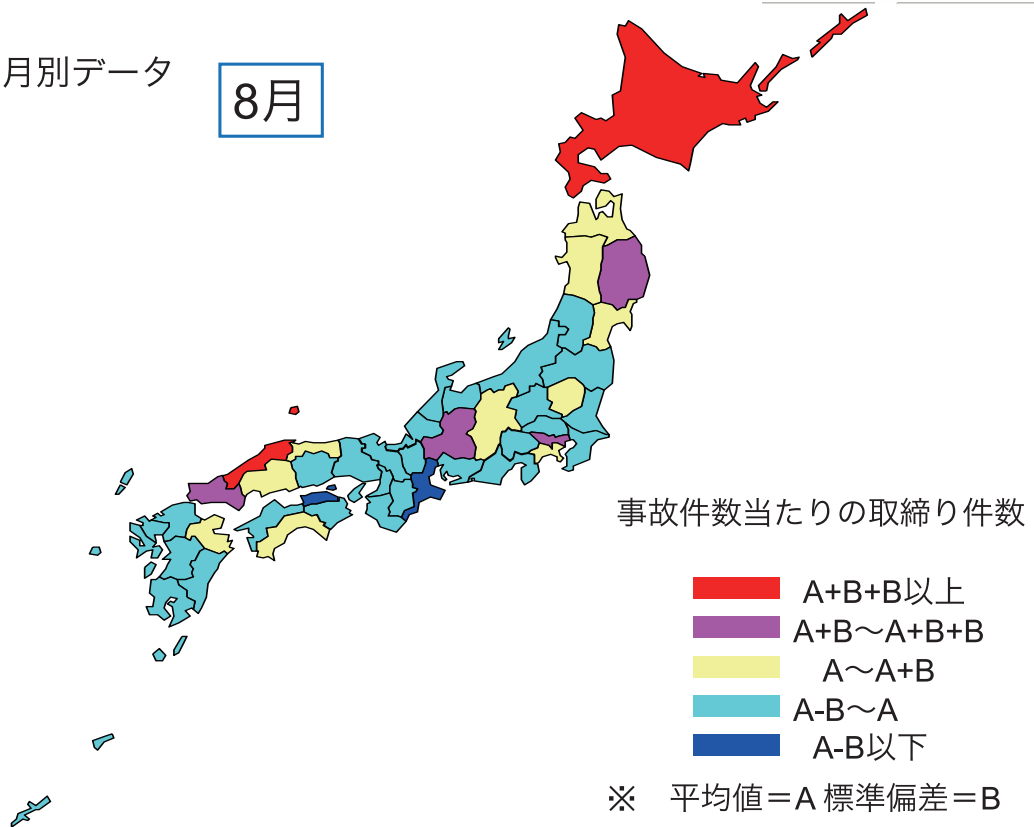 月別データ
8月
事故件数当たりの取締り件数
A+B+B以上
A+B～A+B+B
A～A+B
A-B～A
A-B以下
※　平均値＝A 標準偏差＝B